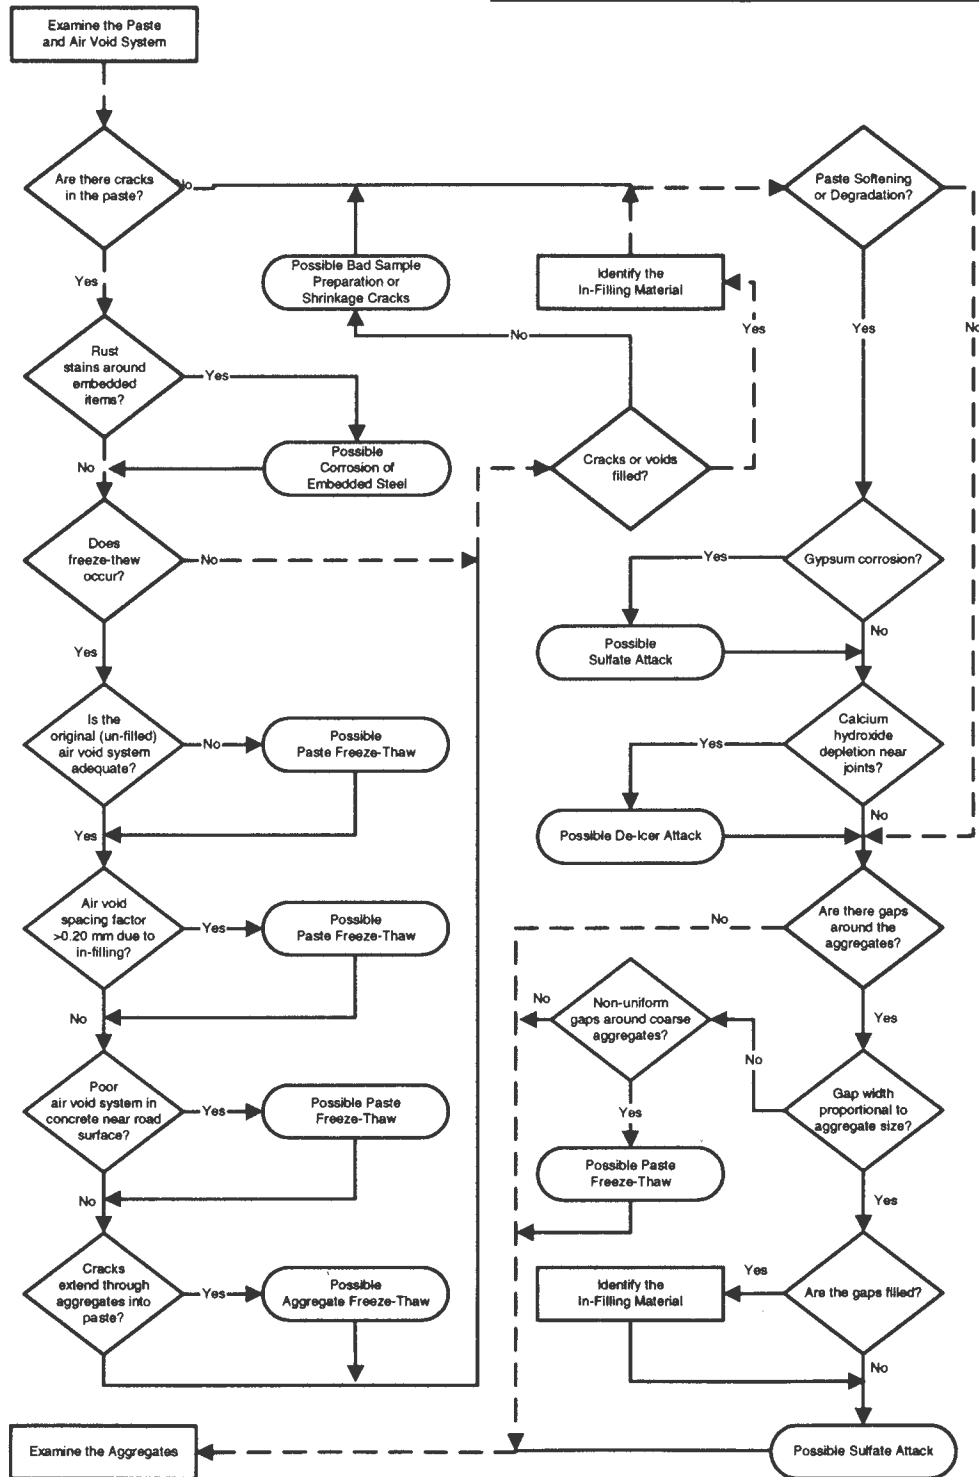 Examine the Paste
and Air Void System
Are there cracks
in the paste?
No
Paste Softening
or Degradation?
Possible Bad Sample
Preparation or
Shrinkage Cracks
Identify the
In-Filling Material
Yes
No
Yes
Yes
No
Rust
stains around
embedded
items?
Yes
Possible
Corrosion of
Embedded Steel
No
Cracks or voids
filled?
Does
freeze-thew
occur?
No
Gypsum corrosion?
Yes
No
Possible
Sulfate Attack
Yes
Is the
original (un-filled)
air void system
adequate?
No
Possible
Paste Freeze-Thaw
Calcium
hydroxide
depletion near
joints?
Yes
No
Possible De-Icer Attack
Yes
Air void
spacing factor
>0.20 mm due to
in-filling?
Yes
Possible
Paste Freeze-Thaw
Are there gaps
around the
aggregates?
No
No
Non-uniform
gaps around coarse
aggregates?
No
Yes
No
Poor
air void system in
concrete near road
surface?
Yes
Possible Paste
Freeze-Thaw
Gap width
proportional to
aggregate size?
Yes
Possible Paste
Freeze-Thaw
No
Yes
Cracks
extend through
aggregates into
paste?
Yes
Possible
Aggregate Freeze-Thaw
Identify the
In-Filling Material
Yes
Are the gaps filled?
No
Examine the Aggregates
Possible Sulfate Attack